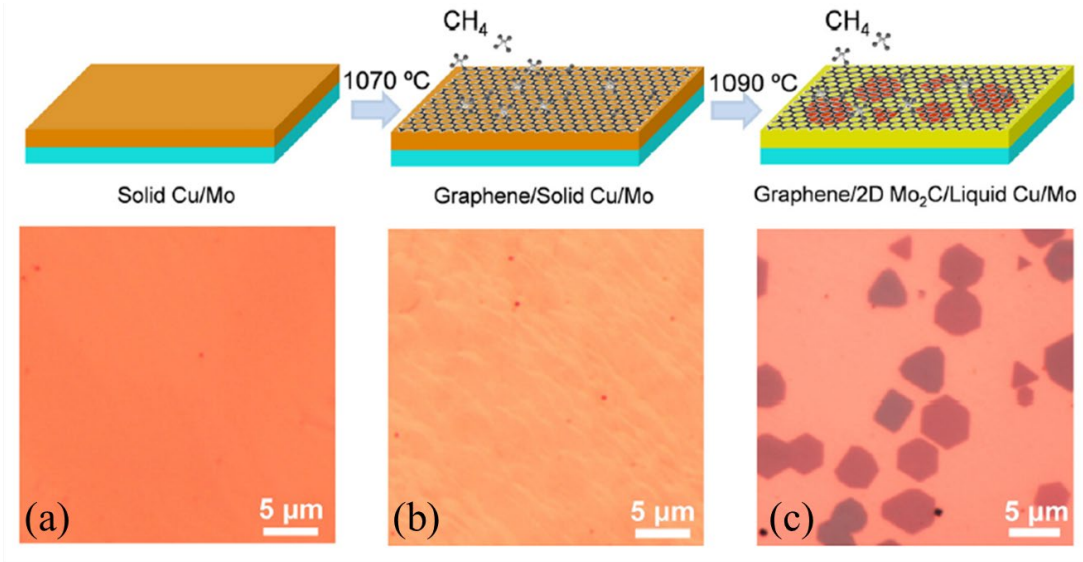 CH₄
CH₄
1070 ºC
1090 ºC
Solid Cu/Mo
Graphene/Solid Cu/Mo
Graphene/2D Mo₂C/Liquid Cu/Mo
(a)
5 µm
(b)
5 µm
(c)
5 µm